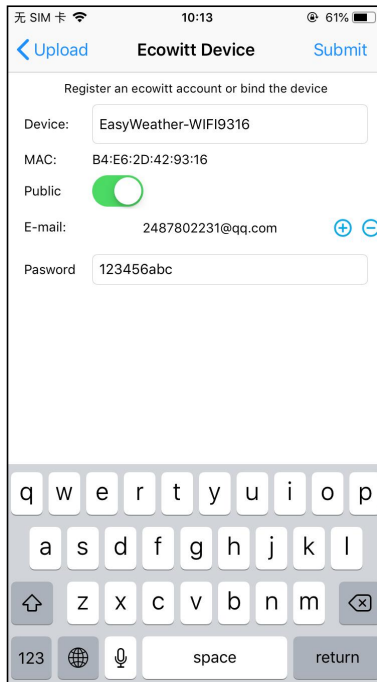 无 SIM 卡 10:13 61%
Upload Ecowitt Device Submit
Register an ecowitt account or bind the device
Device: EasyWeather-WIFI9316
MAC: B4:E6:2D:42:93:16
Public
E-mail: 2487802231@qq.com
Pasword 123456abc
q w e r t y u i o p
a s d f g h j k l
z x c v b n m
123 space return